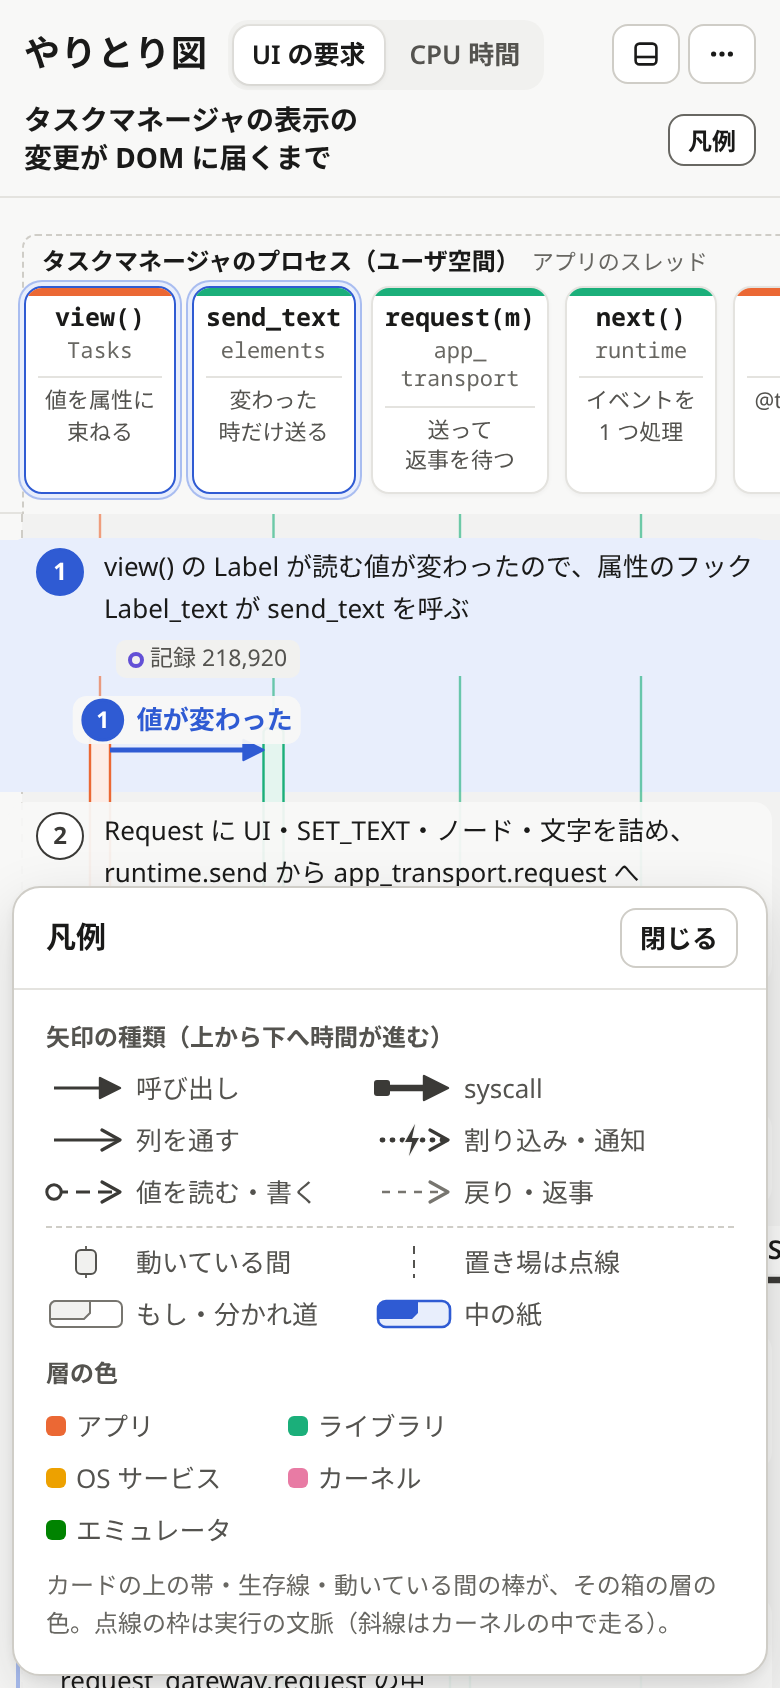 やりとり図
UI の要求
CPU 時間
タスクマネージャの表示の
変更が DOM に届くまで
凡例
タスクマネージャのプロセス（ユーザ空間） アプリのスレッド
view()
Tasks
値を属性に
束ねる
send_text
elements
変わった
時だけ送る
request(m)
app_
transport
送って
返事を待つ
next()
runtime
イベントを
1 つ処理
1
view() の Label が読む値が変わったので、属性のフック
Label_text が send_text を呼ぶ
記録 218,920
1 値が変わった
2
Request に UI・SET_TEXT・ノード・文字を詰め、
runtime.send から app_transport.request へ
凡例
閉じる
矢印の種類（上から下へ時間が進む）
呼び出し
syscall
列を通す
割り込み・通知
値を読む・書く
戻り・返事
動いている間
置き場は点線
もし・分かれ道
中の紙
層の色
アプリ
ライブラリ
OS サービス
カーネル
エミュレータ
カードの上の帯・生存線・動いている間の棒が、その箱の層の
色。点線の枠は実行の文脈（斜線はカーネルの中で走る）。
request_gateway.request の中